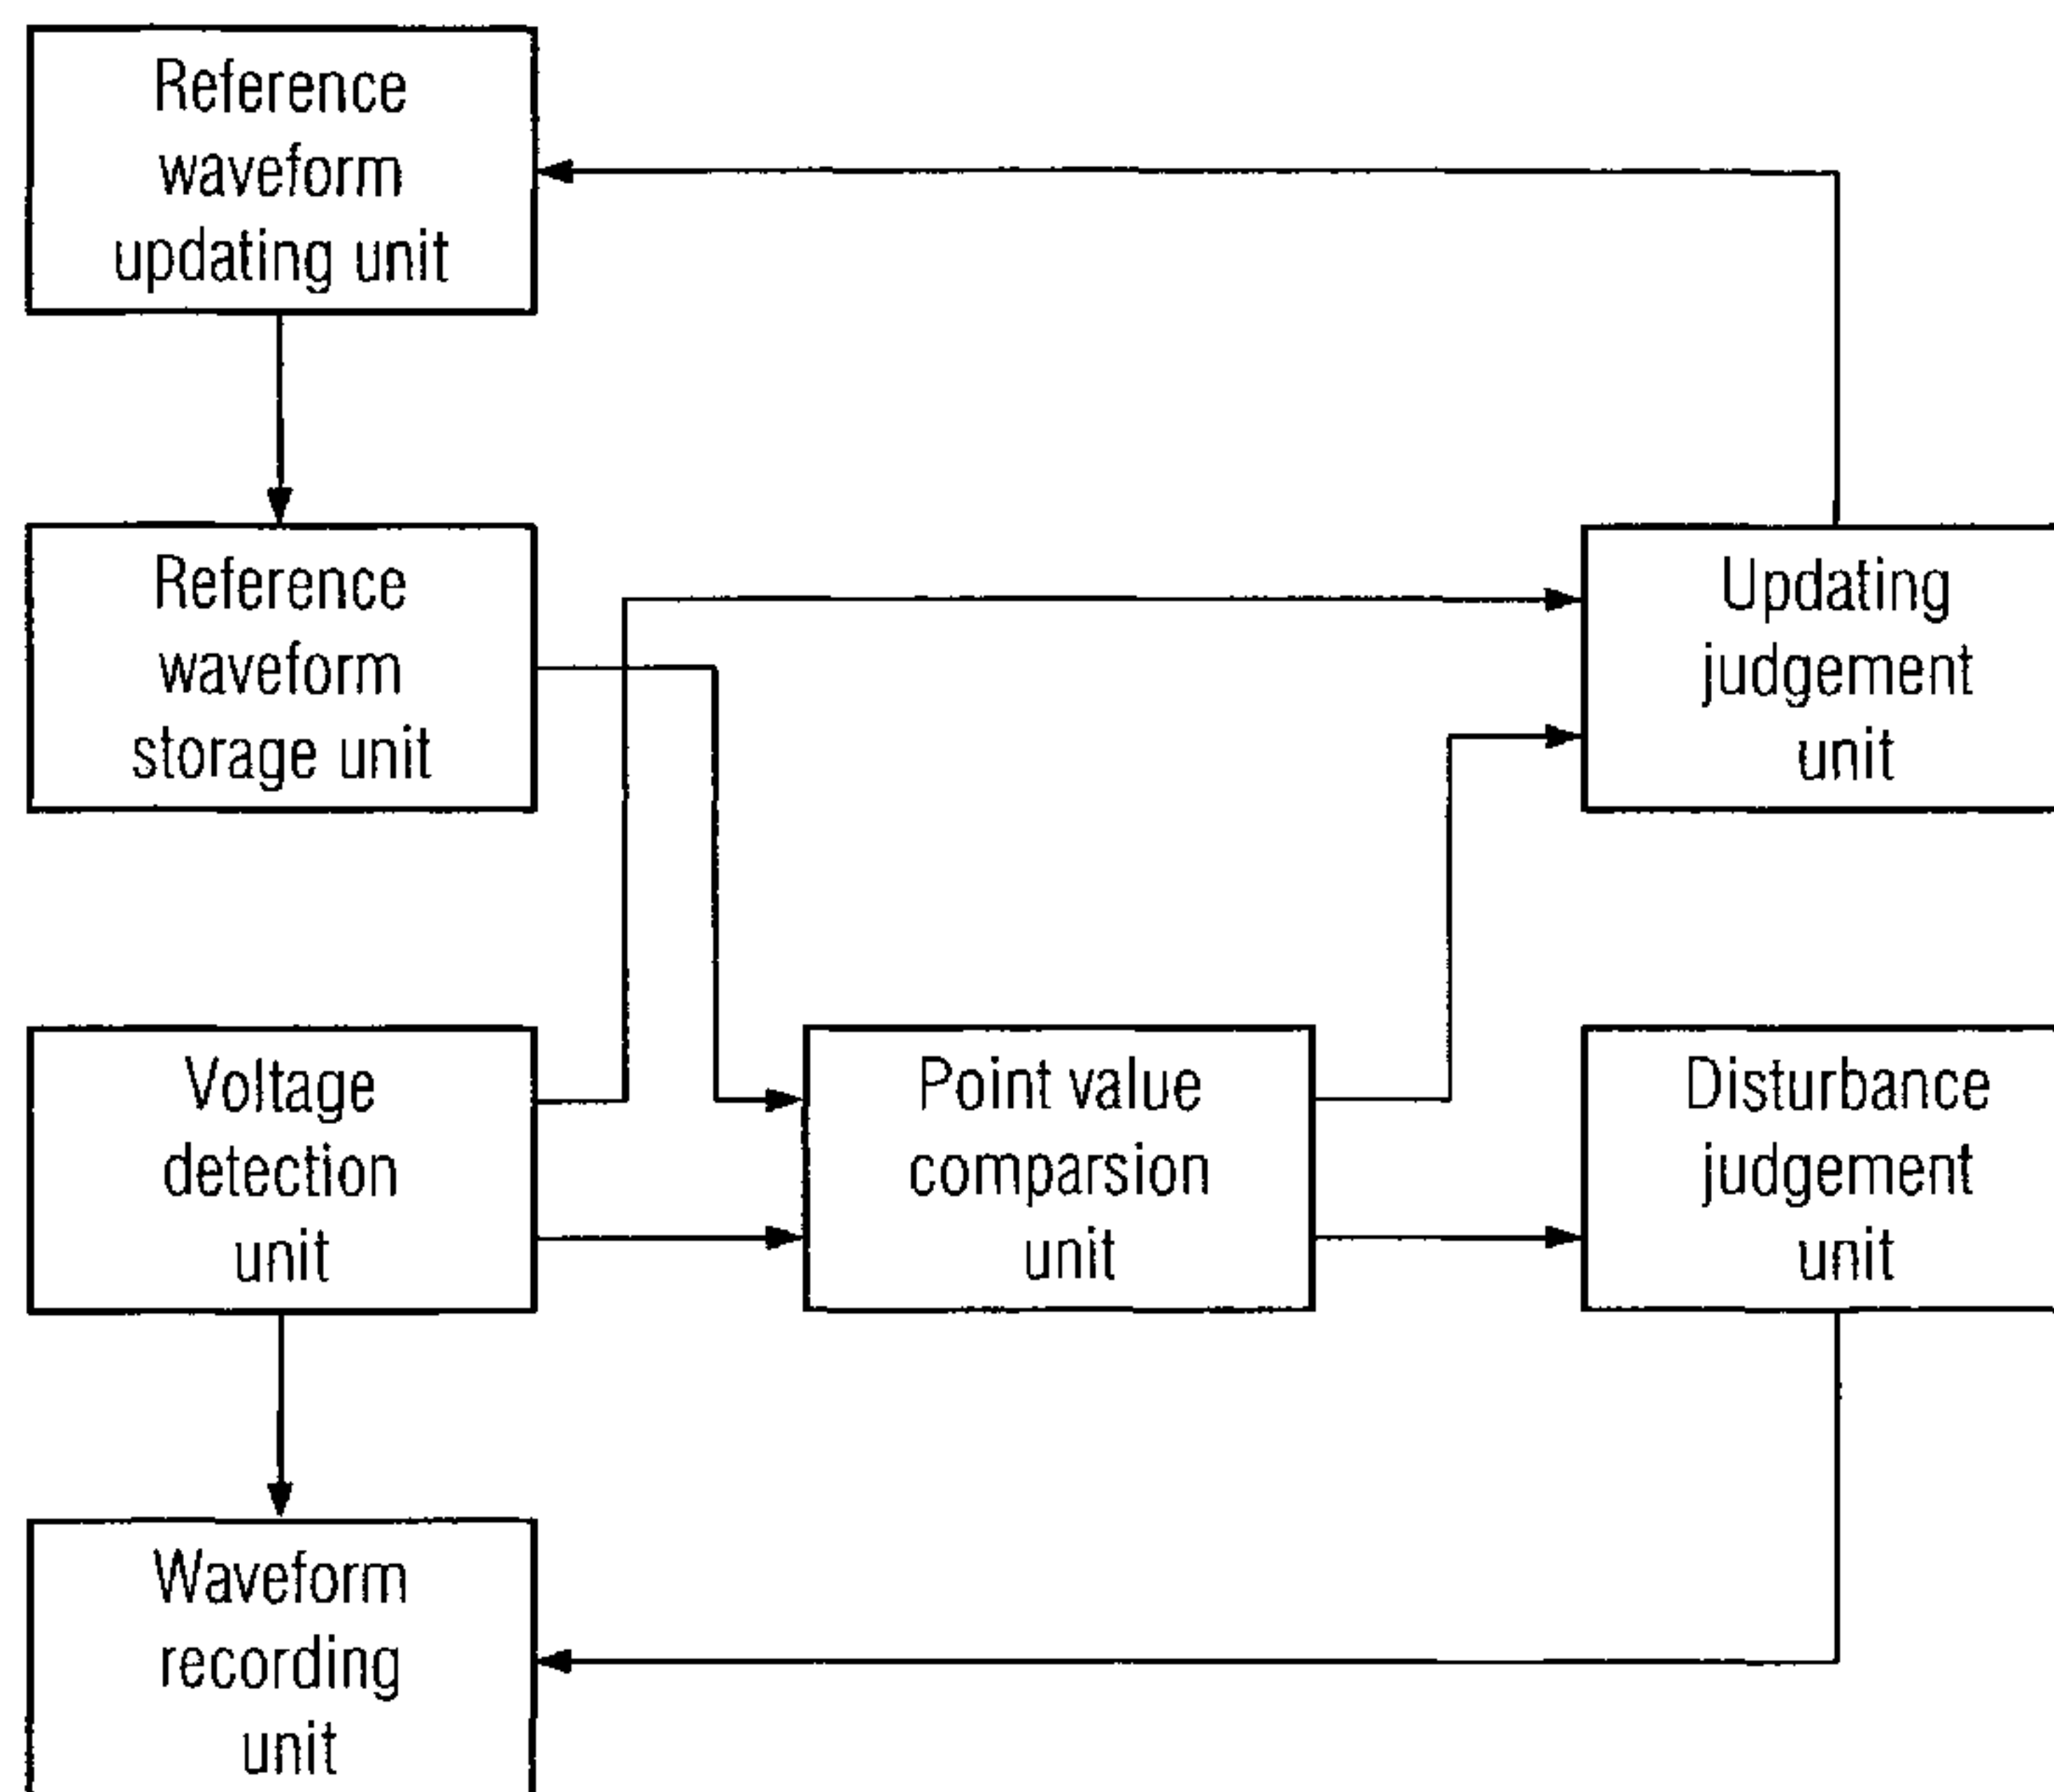 Reference
waveform
updating unit
Reference
waveform
storage unit
Updating
judgement
unit
Voltage
detection
unit
Point value
comparsion
unit
Disturbance
judgement
unit
Waveform
recording
unit